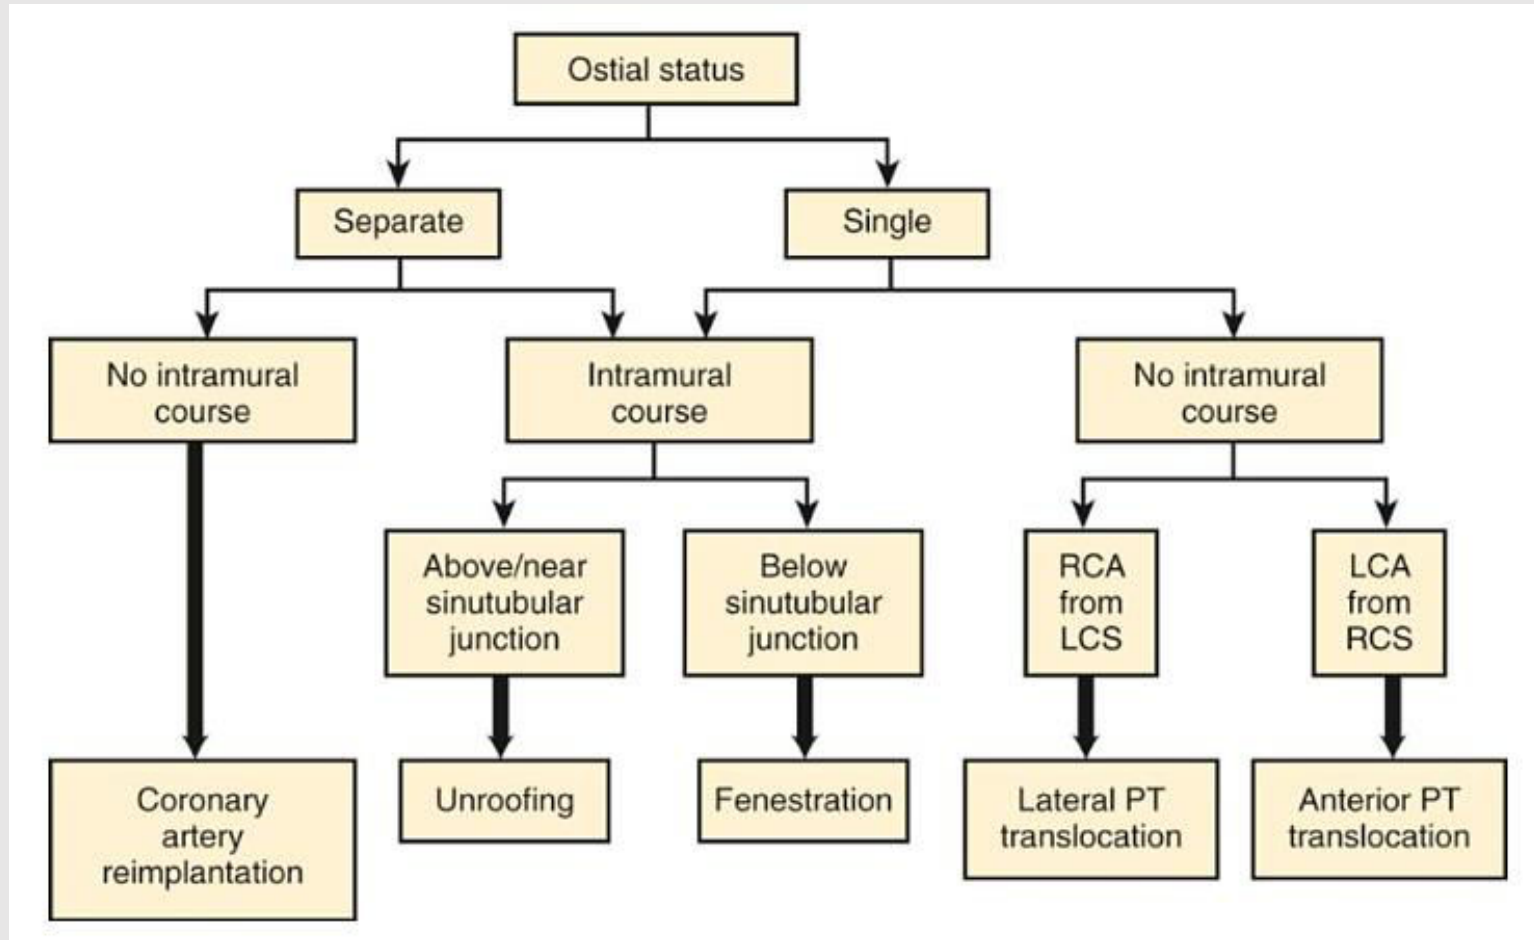 Ostial status
Separate
Single
No intramural
course
Intramural
course
No intramural
course
Above/near
sinutubular
junction
Below
sinutubular
junction
RCA
from
LCS
LCA
from
RCS
Coronary
artery
reimplantation
Unroofing
Fenestration
Lateral PT
translocation
Anterior PT
translocation